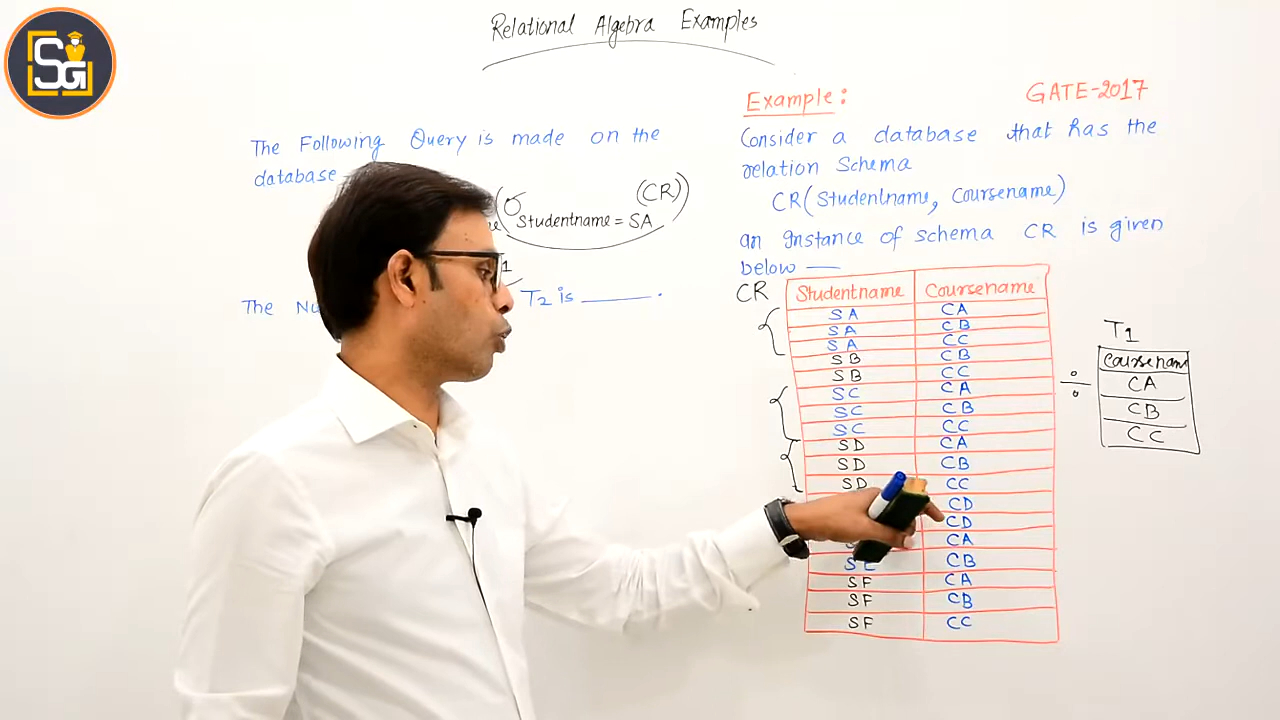 SG
Relational Algebra Examples
The Following Query is made on the
database
(σ Studentname = SA (CR))
1
The
T2 is ______ .
Example:
GATE-2017
Consider a database that has the
relation Schema
CR(Studentname, Coursename)
an instance of schema CR is given
below —
CR
Studentname Coursename
SA CA
SA CB
SA CC
SB CB
SB CC
SC CA
SC CB
SC CC
SD CA
SD CB
SD CC
CD
CD
CA
CB
SF CA
SF CB
SF CC
÷
T1
Coursenam
CA
CB
CC